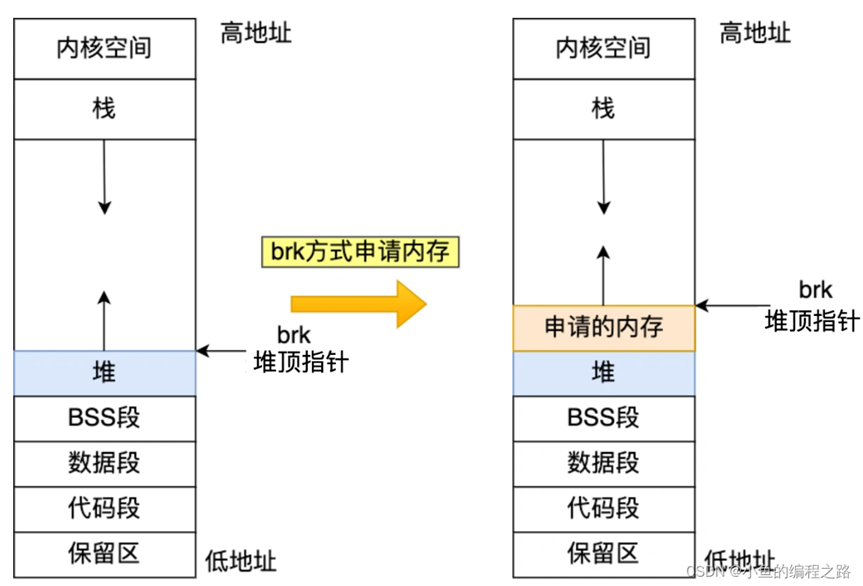 内核空间
高地址
栈
brk
堆顶指针
堆
BSS段
数据段
代码段
保留区
低地址
brk方式申请内存
内核空间
高地址
栈
brk
堆顶指针
申请的内存
堆
BSS段
数据段
代码段
保留区
低地址
CSDN @小鱼的编程之路